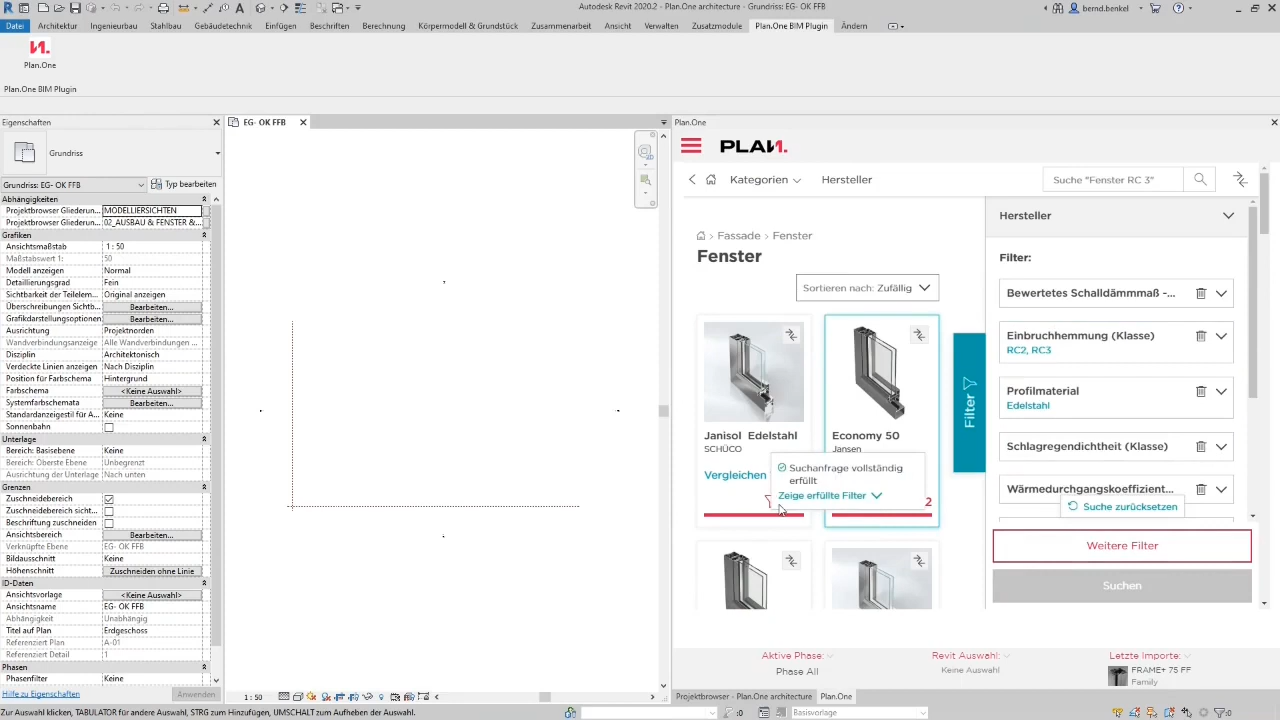 Autodesk Revit 2020.2 - Plan.One architecture - Grundriss: EG- OK FFB
bernd.benkel
Datei Architektur Ingenieurbau Stahlbau Gebäudetechnik Einfügen Beschriften Berechnung Körpermodell & Grundstück Zusammenarbeit Ansicht Verwalten Zusatzmodule Plan.One BIM Plugin Ändern
Plan.One
Plan.One BIM Plugin
Eigenschaften
Grundriss
Grundriss: EG- OK FFB
Typ bearbeiten
Abhängigkeiten
Projektbrowser Gliederun... MODELLIERSICHTEN
Projektbrowser Gliederun... 02_AUSBAU & FENSTER &...
Grafiken
Ansichtsmaßstab 1 : 50
Maßstabswert 1: 50
Modell anzeigen Normal
Detaillierungsgrad Fein
Sichtbarkeit der Teilelem... Original anzeigen
Überschreibungen Sichtb... Bearbeiten...
Grafikdarstellungsoptionen Bearbeiten...
Ausrichtung Projektnorden
Wandverbindungsanzeige Alle Wandverbindungen ...
Disziplin Architektonisch
Verdeckte Linien anzeigen Nach Disziplin
Position für Farbschema Hintergrund
Farbschema <Keine Auswahl>
Systemfarbschemata Bearbeiten...
Standardanzeigestil für A... Keine
Sonnenbahn
Unterlage
Bereich: Basisebene Keine
Bereich: Oberste Ebene Unbegrenzt
Ausrichtung der Unterlage Nach unten
Grenzen
Zuschneidebereich
Zuschneidebereich sicht...
Beschriftung zuschneiden
Ansichtsbereich Bearbeiten...
Verknüpfte Ebene EG- OK FFB
Bildausschnitt Keine
Höhenschnitt Zuschneiden ohne Linie
ID-Daten
Ansichtsvorlage <Keine Auswahl>
Ansichtsname EG- OK FFB
Abhängigkeit Unabhängig
Titel auf Plan Erdgeschoss
Referenziert Plan A-01
Referenziert Detail 1
Phasen
Phasenfilter Keine
Hilfe zu Eigenschaften
Anwenden
EG- OK FFB
1 : 50
Plan.One
PLAN.
Kategorien Hersteller
Suche "Fenster RC 3"
> Fassade > Fenster
Fenster
Sortieren nach: Zufällig
Janisol Edelstahl
SCHÜCO
Vergleichen
Economy 50
Jansen
Suchanfrage vollständig
erfüllt
Zeige erfüllte Filter
2
Filter
Hersteller
Filter:
Bewertetes Schalldämmmaß -...
Einbruchhemmung (Klasse)
RC2, RC3
Profilmaterial
Edelstahl
Schlagregendichtheit (Klasse)
Wärmedurchgangskoeffizient...
Suche zurücksetzen
Weitere Filter
Suchen
Aktive Phase:
Phase All
Revit Auswahl:
Keine Auswahl
Letzte Importe:
FRAME+ 75 FF
Family
Projektbrowser - Plan.One architecture Plan.One
Zur Auswahl klicken, TABULATOR für andere Auswahl, STRG zum Hinzufügen, UMSCHALT zum Aufheben der Auswahl.
:0
Basisvorlage
:0